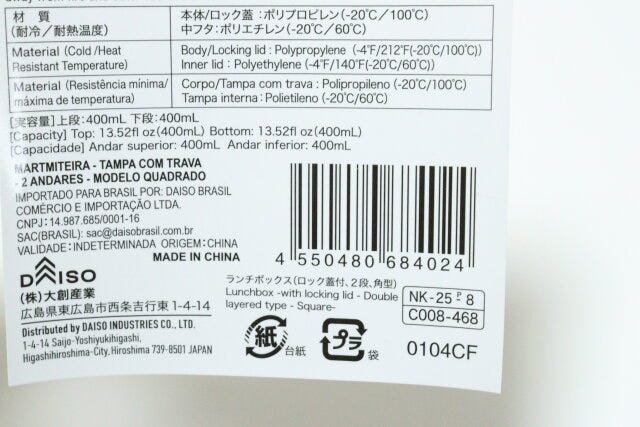 材 質 本体/ロック蓋 : ポリプロピレン(-20℃/100℃)
(耐冷／耐熱温度) 中フタ : ポリエチレン(-20℃/60℃)
Material (Cold /Heat Body/Locking lid : Polypropylene (-4℉/212℉(-20℃/100℃))
Resistant Temperature) Inner lid : Polyethylene (-4℉/140℉(-20℃/60℃))
Material (Resistência mínima/ Corpo/Tampa com trava : Polipropileno (-20℃/100℃)
máxima de temperatura) Tampa interna : Polietileno (-20℃/60℃)
[実容量] 上段 : 400mL 下段 : 400mL
[Capacity] Top: 13.52fl oz(400mL) Bottom: 13.52fl oz(400mL)
[Capacidade] Andar superior: 400mL Andar inferior: 400mL
MARTMITEIRA - TAMPA COM TRAVA
- 2 ANDARES - MODELO QUADRADO
IMPORTADO PARA BRASIL POR: DAISO BRASIL
COMÉRCIO E IMPORTAÇÃO LTDA.
CNPJ: 14.987.685/0001-16
SAC(BRASIL): sac@daisobrasil.com.br
VALIDADE: INDETERMINADA ORIGEM: CHINA
MADE IN CHINA
4 550480 684024
DAISO
(株)大創産業
広島県東広島市西条吉行東1-4-14
Distributed by DAISO INDUSTRIES CO., LTD.
1-4-14 Saijo-Yoshiyukihigashi,
Higashihiroshima-City, Hiroshima 739-8501 JAPAN
ランチボックス(ロック蓋付、2段、角型)
Lunchbox -with locking lid - Double
layered type - Square-
NK-25 P 8
C008-468
紙 台紙
プラ 袋
0104CF